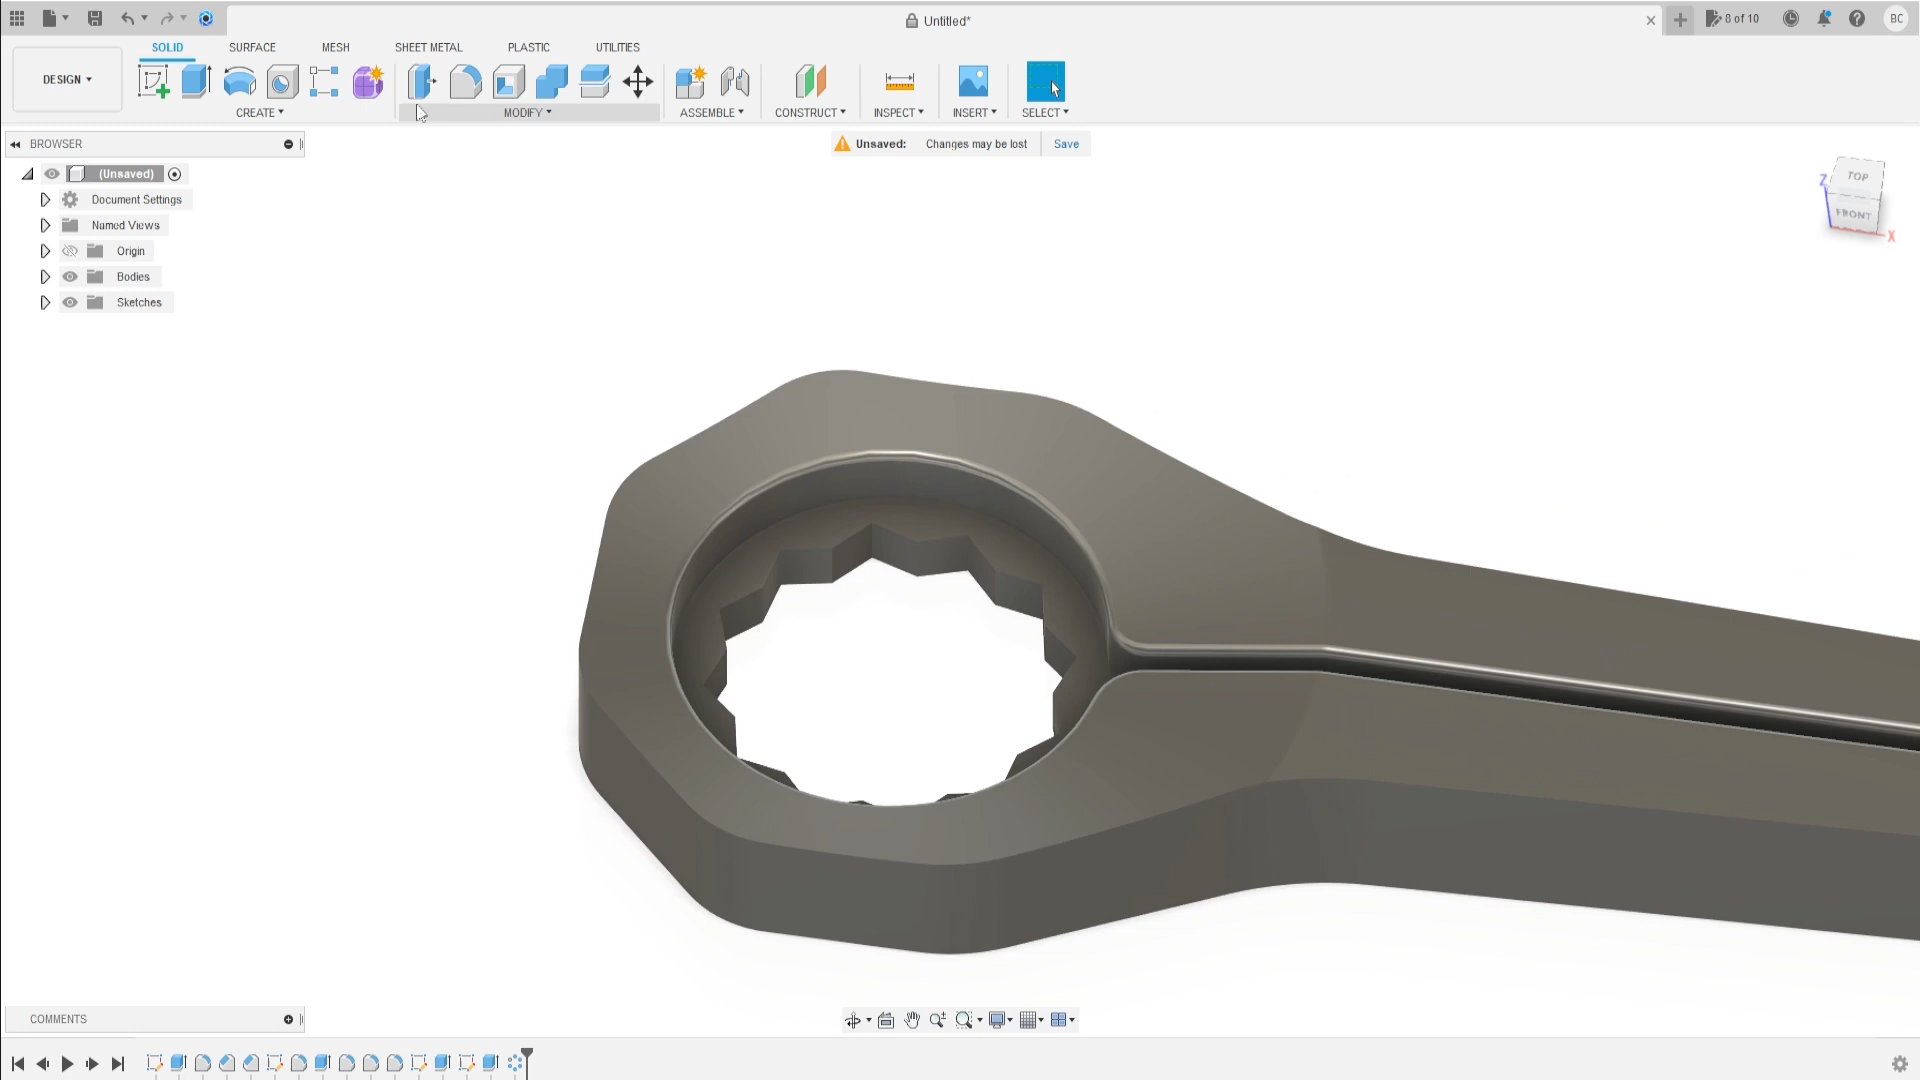 Untitled*
8 of 10
BC
DESIGN
SOLID
SURFACE
MESH
SHEET METAL
PLASTIC
UTILITIES
CREATE
MODIFY
ASSEMBLE
CONSTRUCT
INSPECT
INSERT
SELECT
BROWSER
Unsaved: Changes may be lost Save
(Unsaved)
Document Settings
Named Views
Origin
Bodies
Sketches
TOP
Z
FRONT
X
COMMENTS